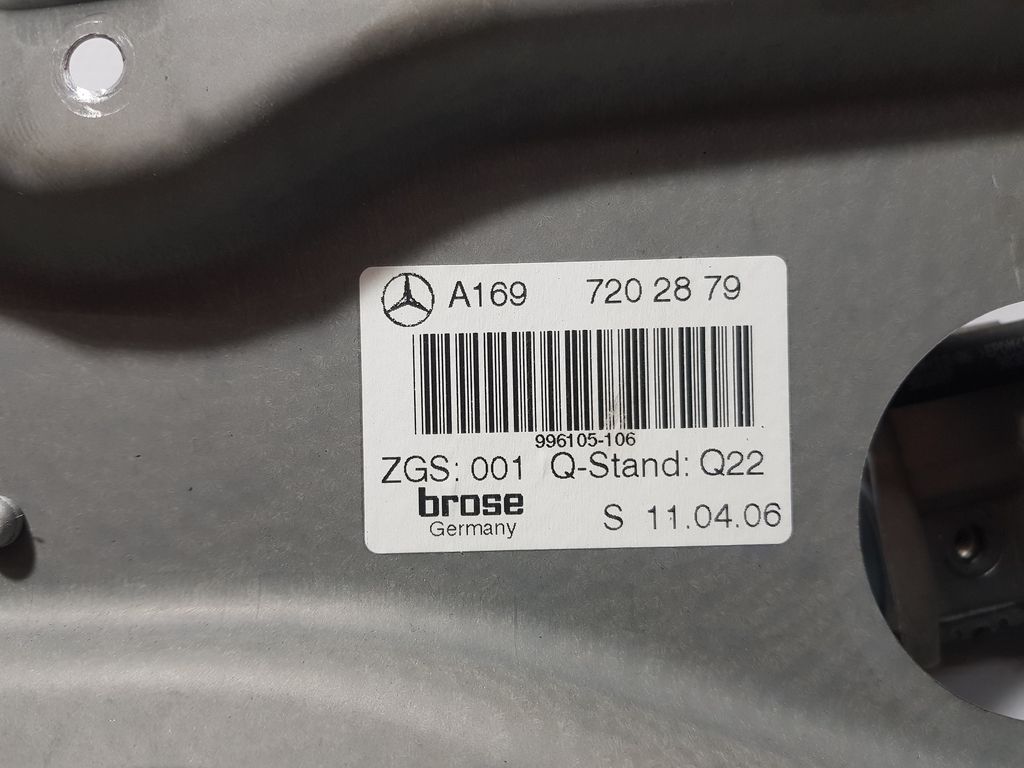 A169 720 28 79
996105-106
ZGS: 001 Q-Stand: Q22
brose
Germany
S 11.04.06